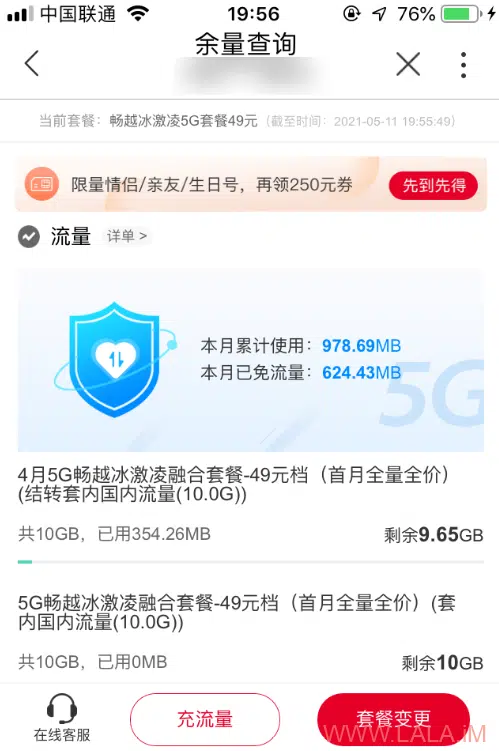 中国联通 19:56 76%
余量查询
当前套餐：畅越冰激凌5G套餐49元（截至时间：2021-05-11 19:55:49）
限量情侣/亲友/生日号，再领250元券 先到先得
流量 详单 >
本月累计使用：978.69MB
本月已免流量：624.43MB
5G
4月5G畅越冰激凌融合套餐-49元档（首月全量全价）
(结转套内国内流量(10.0G))
共10GB，已用354.26MB 剩余9.65GB
5G畅越冰激凌融合套餐-49元档（首月全量全价）(套
内国内流量(10.0G))
共10GB，已用0MB 剩余10GB
在线客服 充流量 套餐变更
WWW.LALA.iM